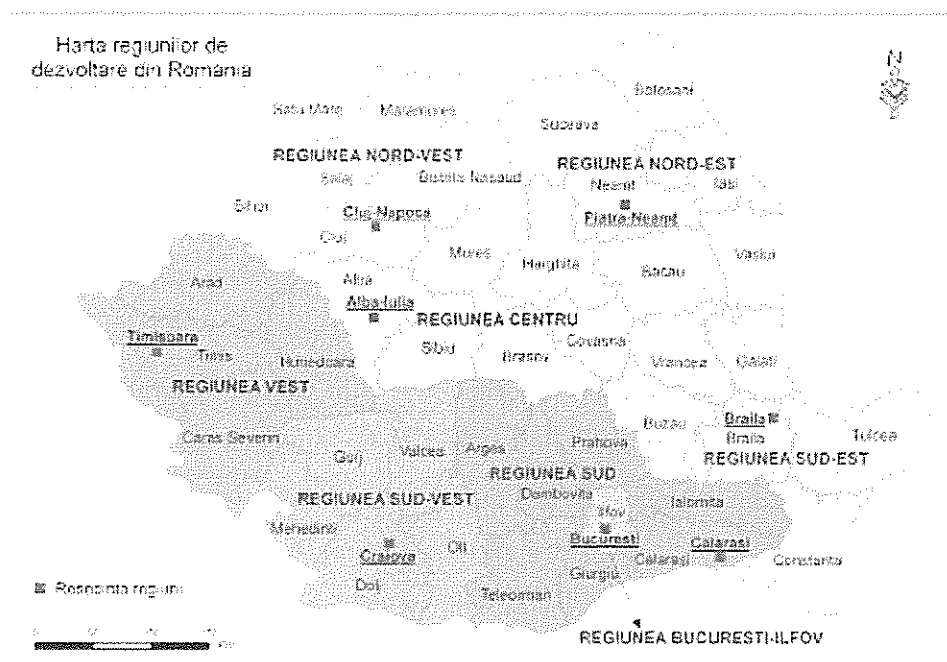 Harta regiunilor de
dezvoltare din Romania
N
Botosani
Satu Mare
Maramures
Suceava
REGIUNEA NORD-VEST
REGIUNEA NORD-EST
Salaj
Bistrita Nasaud
Neamt
Iasi
Bihor
Cluj-Napoca
Piatra-Neamt
Cluj
Mures
Harghita
Bacau
Vaslui
Arad
Alba
Alba-Iulia
REGIUNEA CENTRU
Timisoara
Timis
Hunedoara
Sibiu
Brasov
Covasna
Vrancea
Galati
REGIUNEA VEST
Buzau
Braila
Braila
Tulcea
Caras Severin
Gorj
Valcea
Arges
Prahova
REGIUNEA SUD-EST
REGIUNEA SUD
REGIUNEA SUD-VEST
Dambovita
Ilfov
Ialomita
Mehedinti
Craiova
Olt
Bucuresti
Calarasi
Calarasi
Constanta
Dolj
Giurgiu
Teleorman
REGIUNEA BUCURESTI-ILFOV